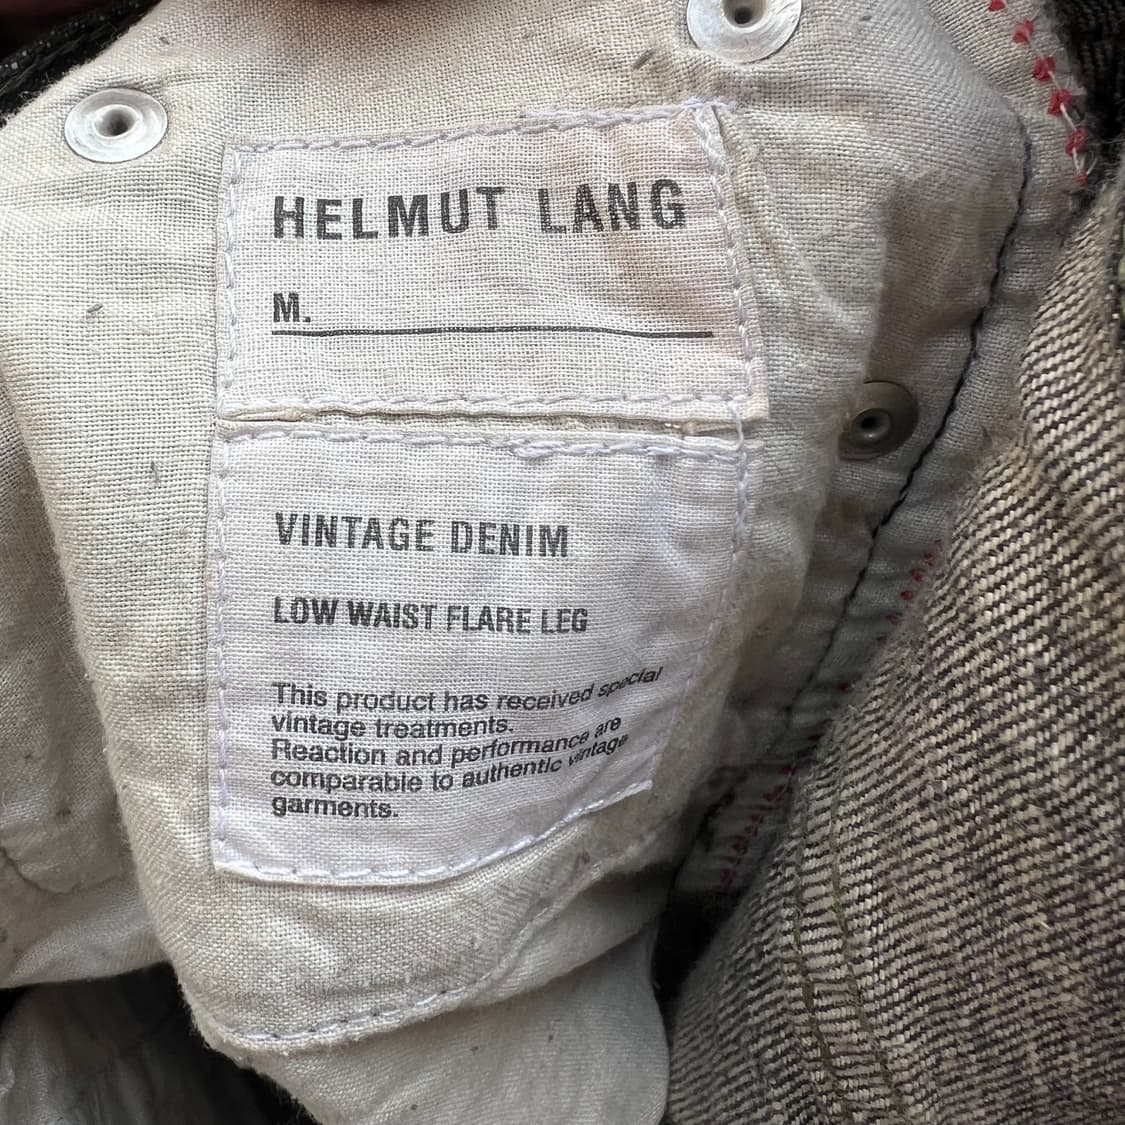 HELMUT LANG
M.
VINTAGE DENIM
LOW WAIST FLARE LEG
This product has received special
vintage treatments.
Reaction and performance are
comparable to authentic vintage
garments.